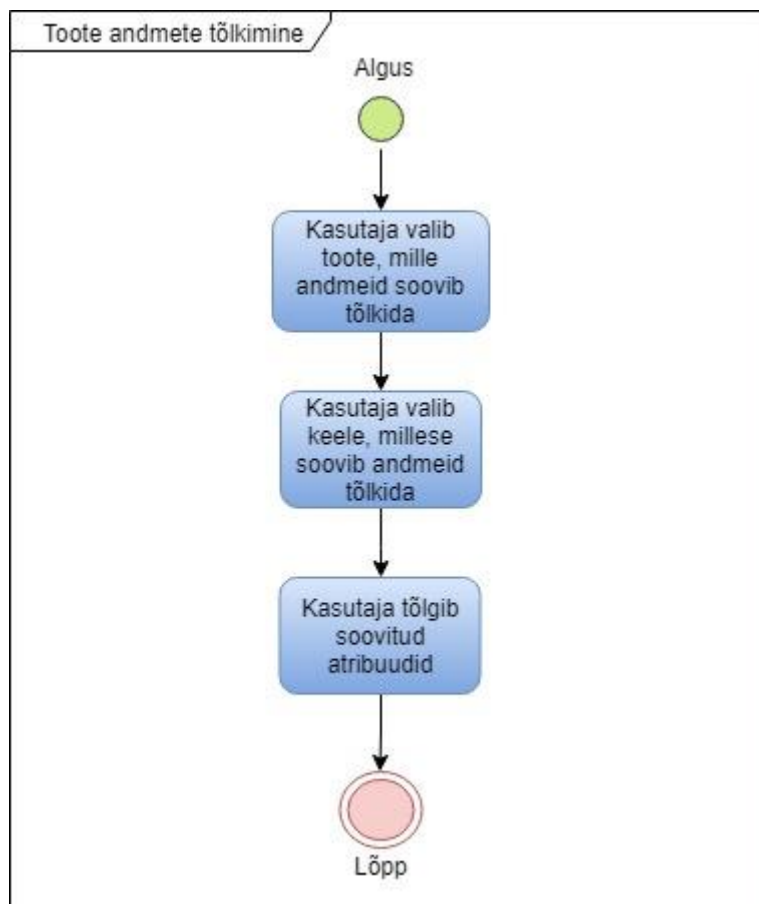 Toote andmete tõlkimine
Algus
Kasutaja valib
toote, mille
andmeid soovib
tõlkida
Kasutaja valib
keele, millese
soovib andmeid
tõlkida
Kasutaja tõlgib
soovitud
atribuudid
Lõpp